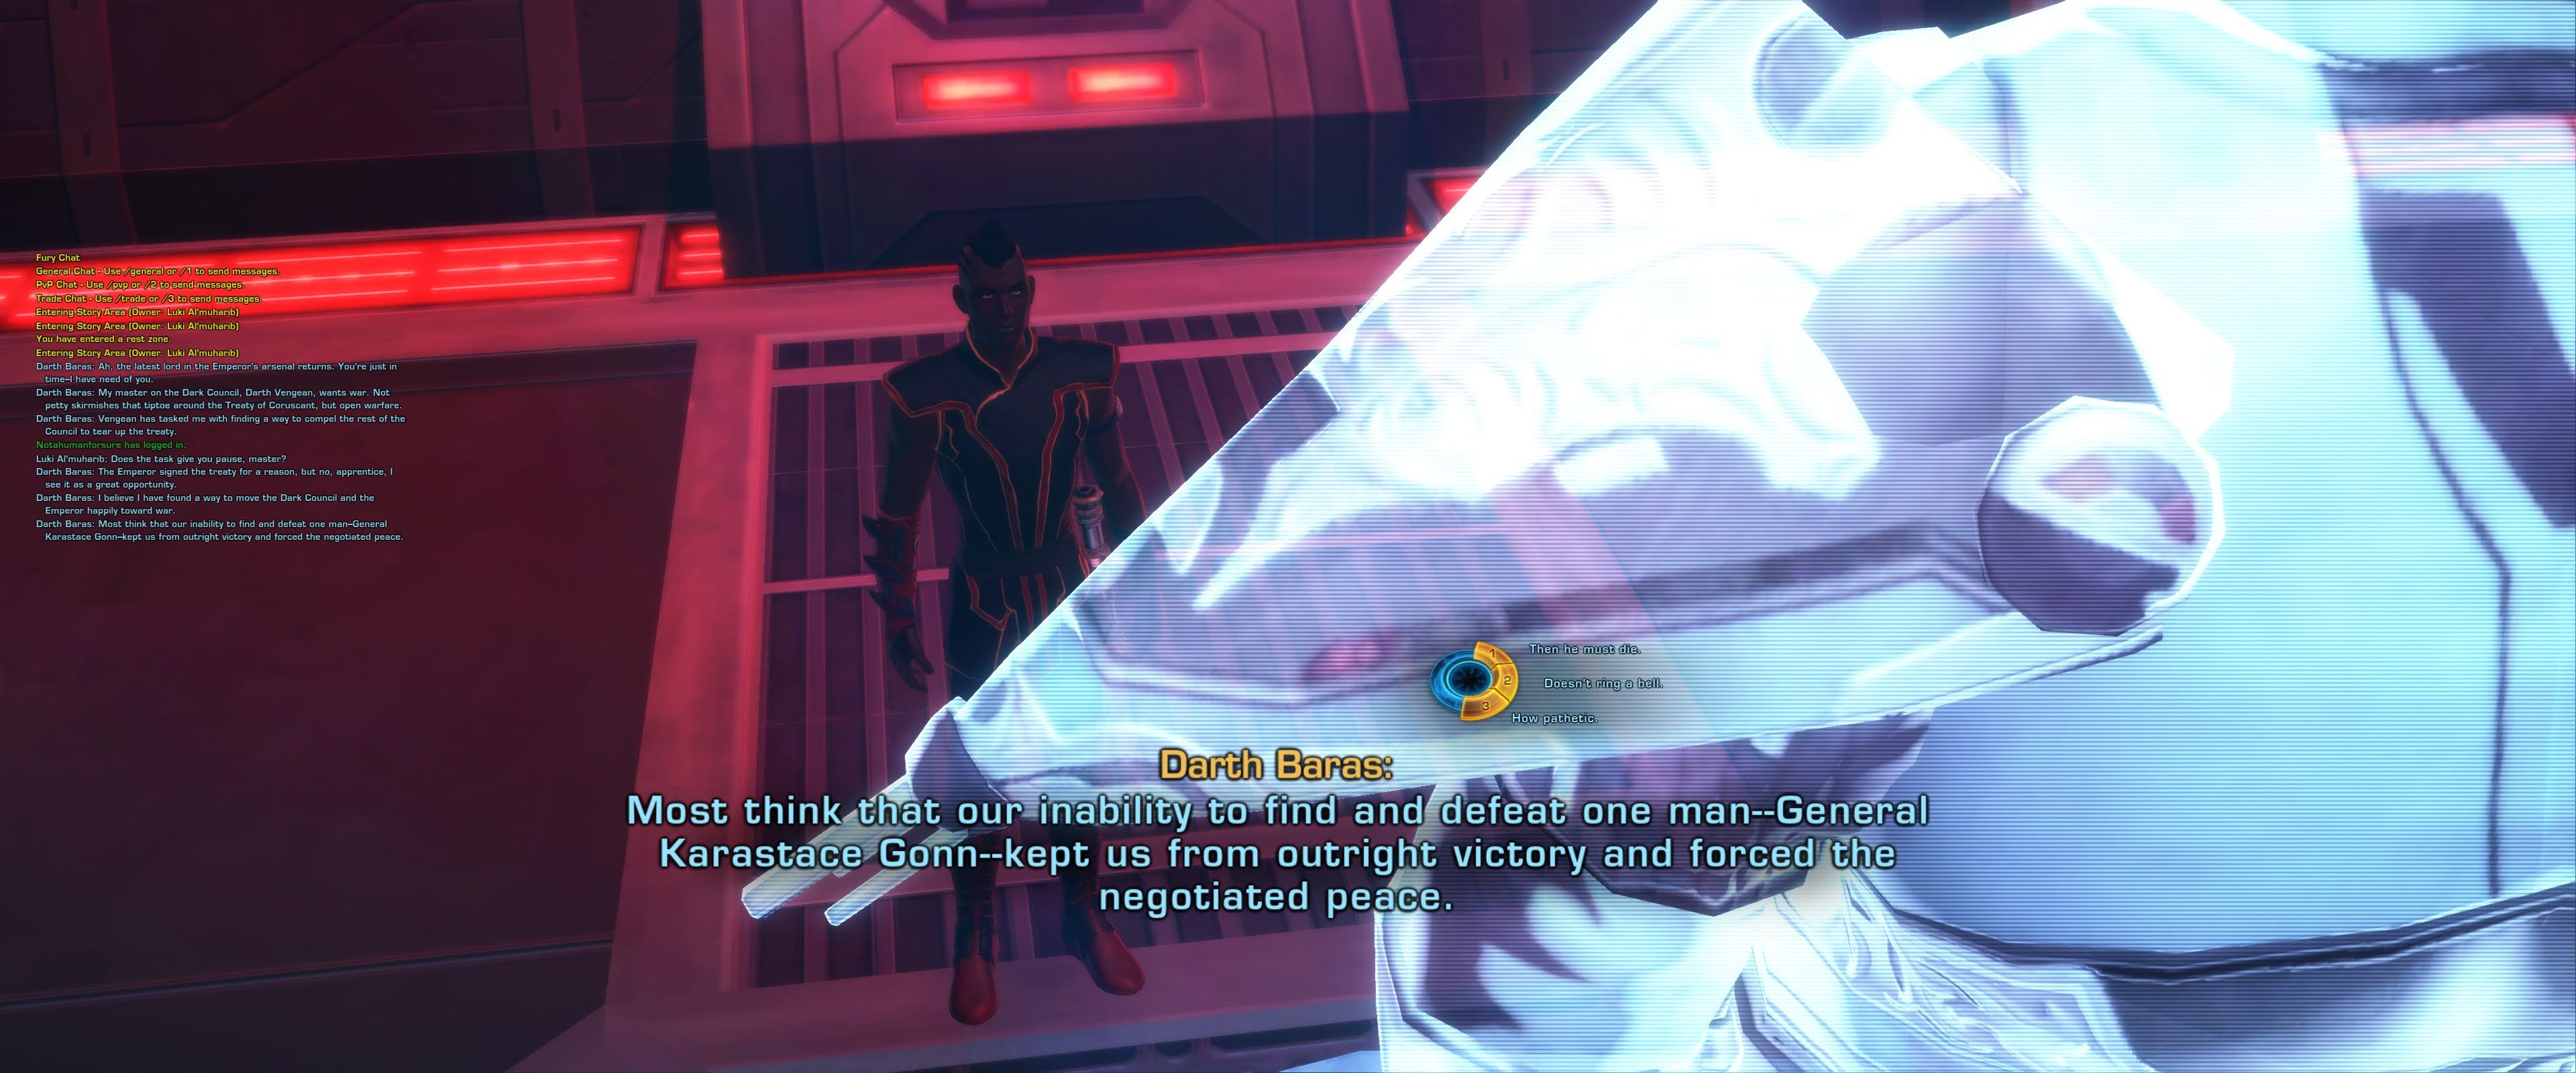 Fury Chat
General Chat - Use /general or /1 to send messages.
PvP Chat - Use /pvp or /2 to send messages.
Trade Chat - Use /trade or /3 to send messages.
Entering Story Area (Owner: Luki Al'muharib)
Entering Story Area (Owner: Luki Al'muharib)
You have entered a rest zone.
Entering Story Area (Owner: Luki Al'muharib)
Darth Baras: Ah, the latest lord in the Emperor's arsenal returns. You're just in
time--I have need of you.
Darth Baras: My master on the Dark Council, Darth Vengean, wants war. Not
petty skirmishes that tiptoe around the Treaty of Coruscant, but open warfare.
Darth Baras: Vengean has tasked me with finding a way to compel the rest of the
Council to tear up the treaty.
Notahumanforsure has logged in.
Luki Al'muharib: Does the task give you pause, master?
Darth Baras: The Emperor signed the treaty for a reason, but no, apprentice, I
see it as a great opportunity.
Darth Baras: I believe I have found a way to move the Dark Council and the
Emperor happily toward war.
Darth Baras: Most think that our inability to find and defeat one man--General
Karastace Gonn--kept us from outright victory and forced the negotiated peace.
1 Then he must die.
2 Doesn't ring a bell.
3 How pathetic.
Darth Baras:
Most think that our inability to find and defeat one man--General
Karastace Gonn--kept us from outright victory and forced the
negotiated peace.